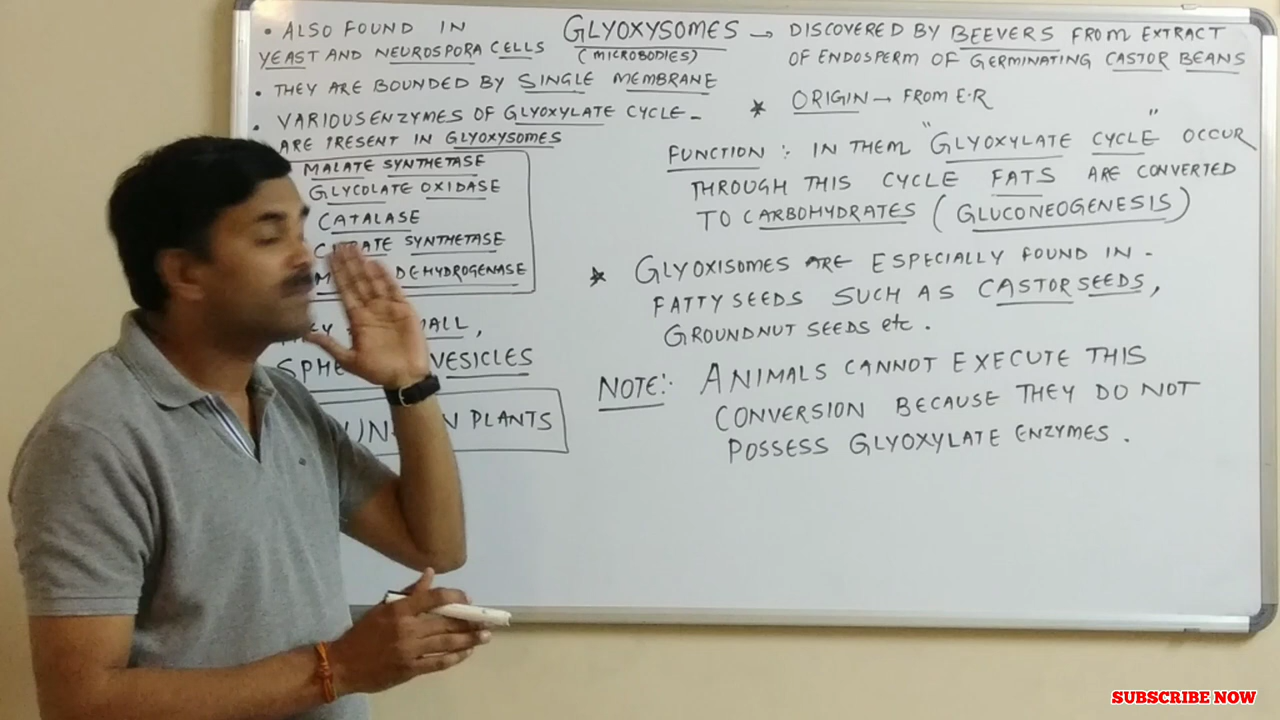 GLYOXYSOMES → DISCOVERED BY BEEVERS FROM EXTRACT
(MICROBODIES) OF ENDOSPERM OF GERMINATING CASTOR BEANS
• ALSO FOUND IN
YEAST AND NEUROSPORA CELLS
• THEY ARE BOUNDED BY SINGLE MEMBRANE
• VARIOUS ENZYMES OF GLYOXYLATE CYCLE -
ARE PRESENT IN GLYOXYSOMES
MALATE SYNTHETASE
GLYCOLATE OXIDASE
CATALASE
SYNTHETASE
DEHYDROGENASE
VESICLES
PLANTS
* ORIGIN → FROM E.R
FUNCTION :- IN THEM "GLYOXYLATE CYCLE" OCCUR
THROUGH THIS CYCLE FATS ARE CONVERTED
TO CARBOHYDRATES (GLUCONEOGENESIS)
* GLYOXISOMES ARE ESPECIALLY FOUND IN -
FATTY SEEDS SUCH AS CASTOR SEEDS,
GROUNDNUT SEEDS etc.
NOTE:- ANIMALS CANNOT EXECUTE THIS
CONVERSION BECAUSE THEY DO NOT
POSSESS GLYOXYLATE ENZYMES.
SUBSCRIBE NOW